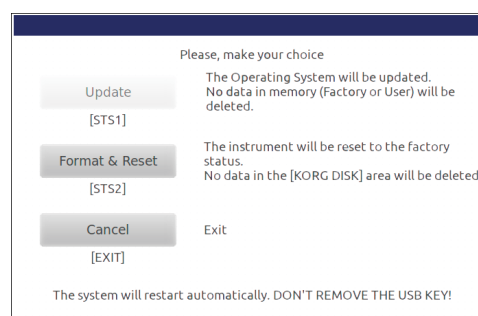 Please, make your choice
Update
The Operating System will be updated.
No data in memory (Factory or User) will be
deleted.
[STS1]
Format & Reset
The instrument will be reset to the factory
status.
No data in the [KORG DISK] area will be deleted
[STS2]
Cancel
Exit
[EXIT]
The system will restart automatically. DON'T REMOVE THE USB KEY!